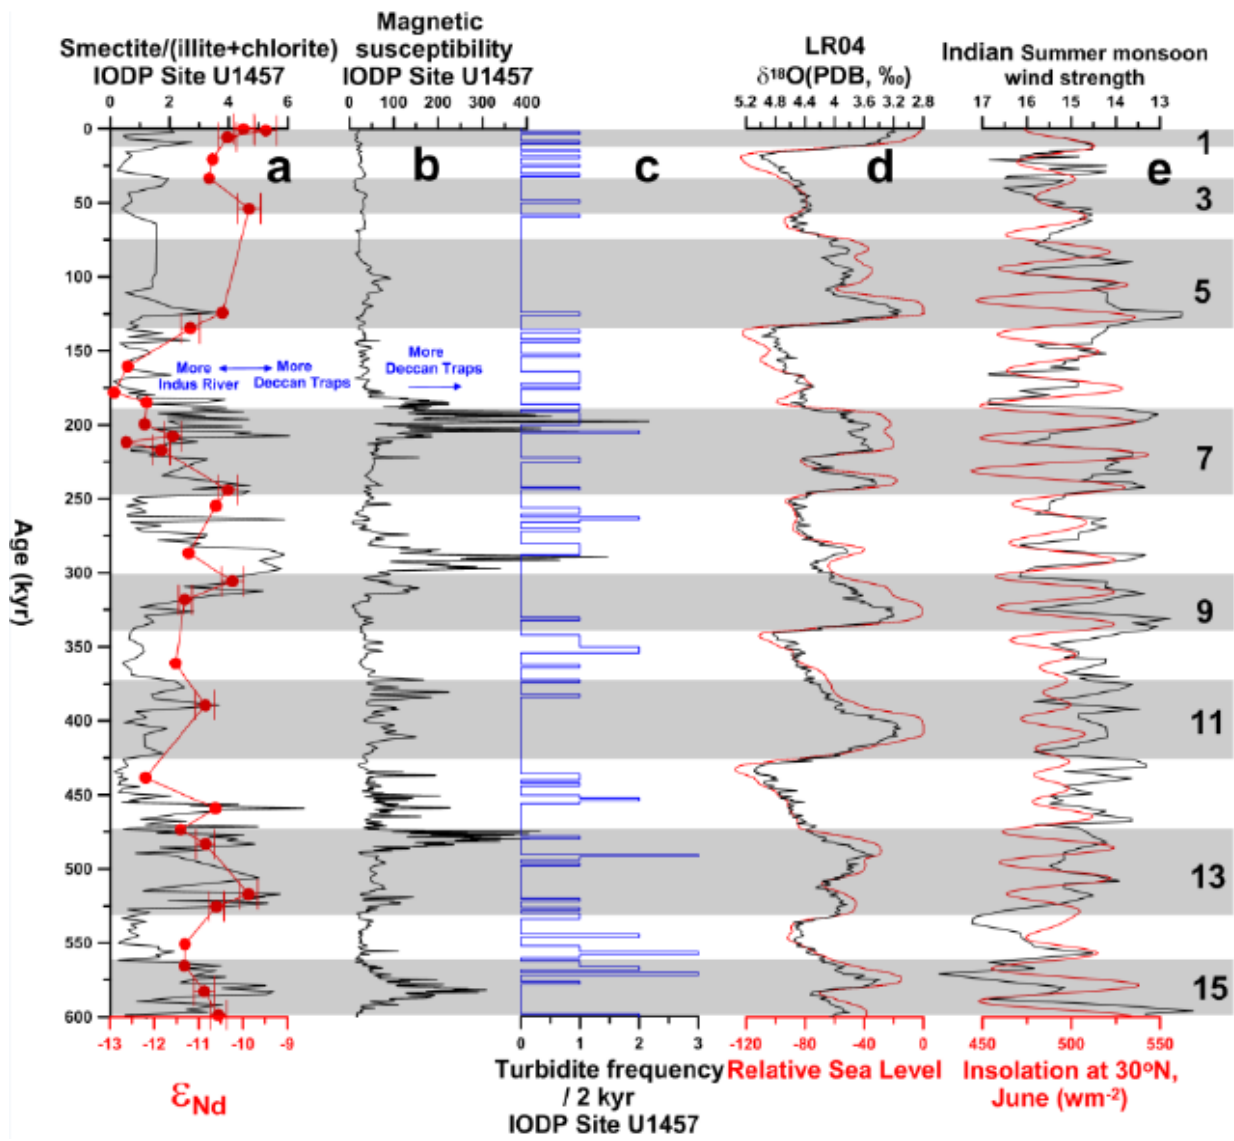 Smectite/(illite+chlorite)
IODP Site U1457
Magnetic
susceptibility
IODP Site U1457
LR04
δ¹⁸O(PDB, ‰)
Indian Summer monsoon
wind strength
0 2 4 6
0 100 200 300 400
5.2 4.8 4.4 4 3.6 3.2 2.8
17 16 15 14 13
a
b
c
d
e
Age (kyr)
0
50
100
150
200
250
300
350
400
450
500
550
600
1
3
5
7
9
11
13
15
More
Indus River
More
Deccan Traps
More
Deccan Traps
-13 -12 -11 -10 -9
0 1 2 3
-120 -80 -40 0
450 500 550
εNd
Turbidite frequency
/ 2 kyr
IODP Site U1457
Relative Sea Level
Insolation at 30°N,
June (wm⁻²)